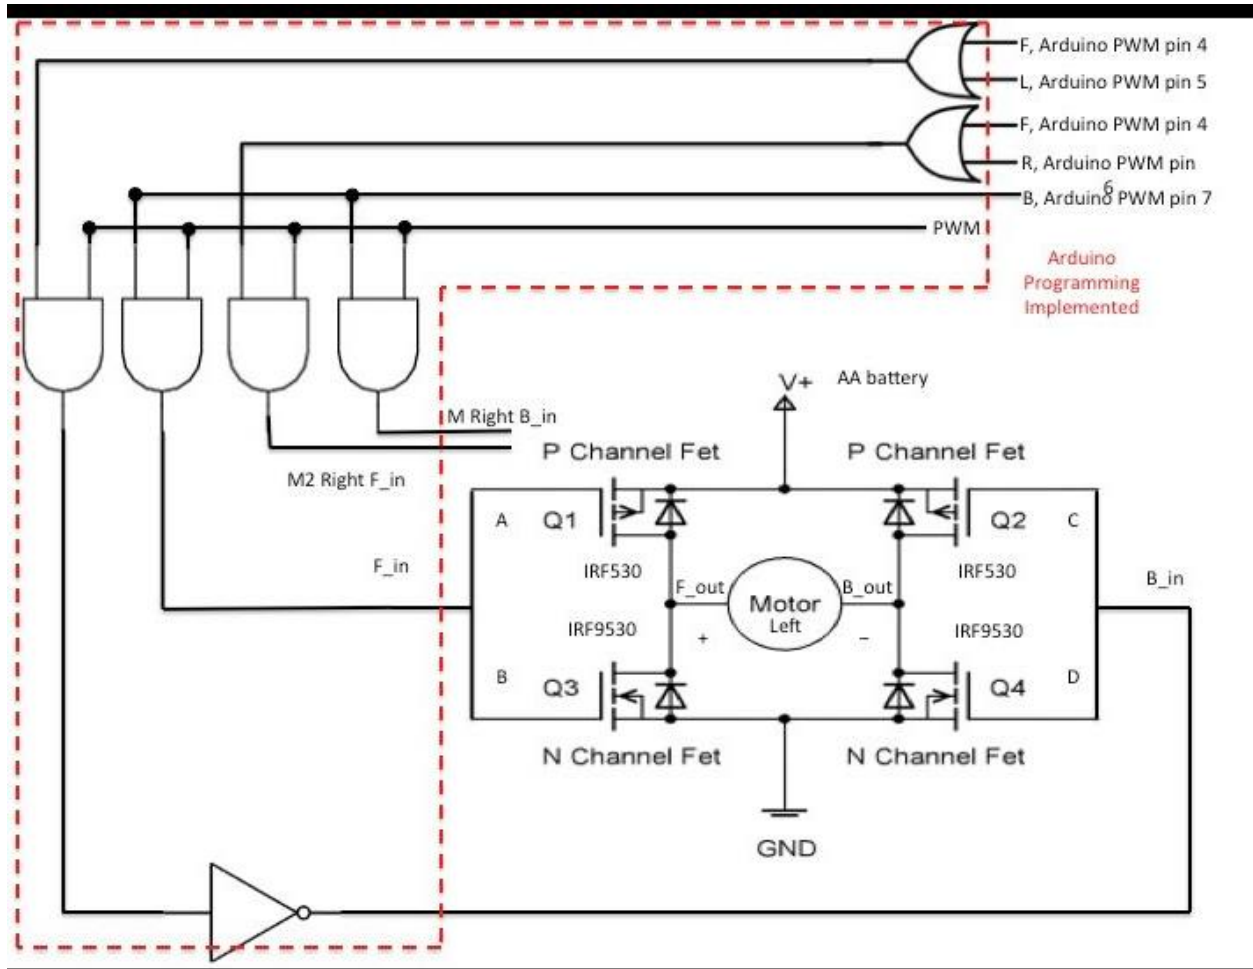 F, Arduino PWM pin 4
L, Arduino PWM pin 5
F, Arduino PWM pin 4
R, Arduino PWM pin
6
B, Arduino PWM pin 7
PWM
Arduino
Programming
Implemented
V+ AA battery
M Right B_in
P Channel Fet P Channel Fet
M2 Right F_in
A Q1 Q2 C
F_in IRF530 IRF530 B_in
F_out B_out
Motor
Left
IRF9530 + - IRF9530
B Q3 Q4 D
N Channel Fet N Channel Fet
GND